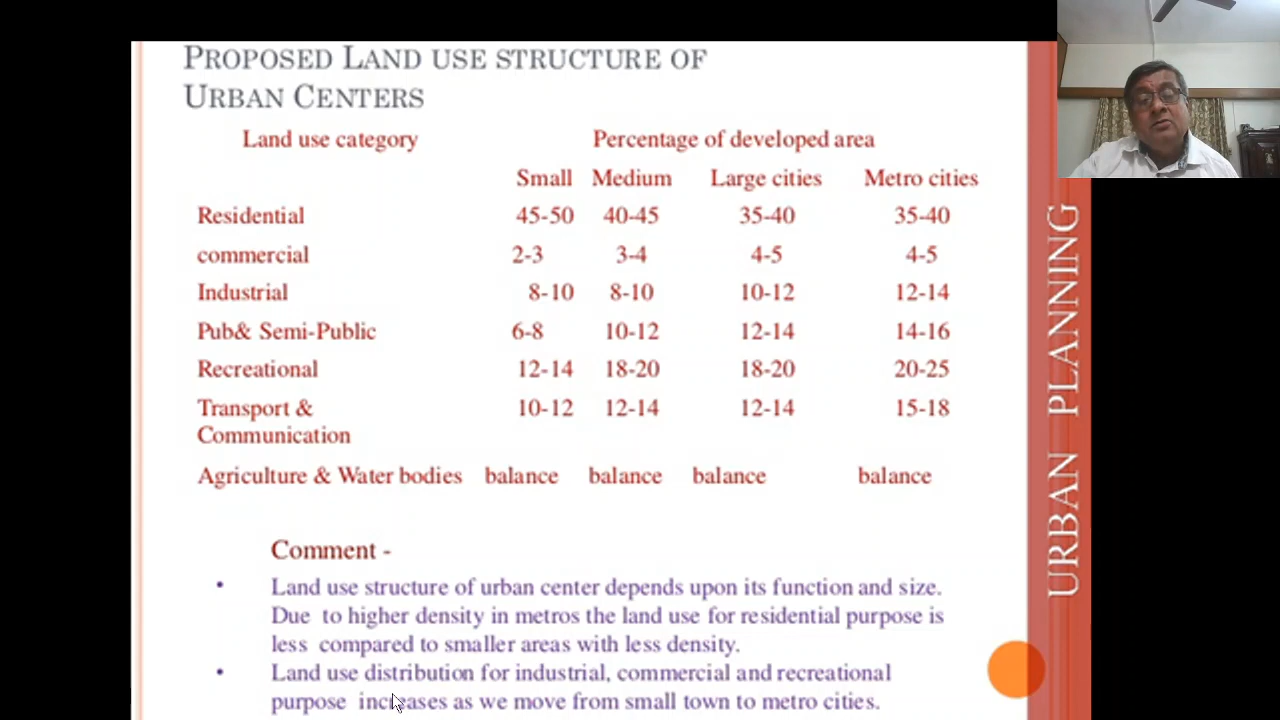 PROPOSED LAND USE STRUCTURE OF
URBAN CENTERS
Land use category Percentage of developed area
Small Medium Large cities Metro cities
Residential 45-50 40-45 35-40 35-40
commercial 2-3 3-4 4-5 4-5
Industrial 8-10 8-10 10-12 12-14
Pub& Semi-Public 6-8 10-12 12-14 14-16
Recreational 12-14 18-20 18-20 20-25
Transport & 10-12 12-14 12-14 15-18
Communication
Agriculture & Water bodies balance balance balance balance
Comment -
• Land use structure of urban center depends upon its function and size.
Due to higher density in metros the land use for residential purpose is
less compared to smaller areas with less density.
• Land use distribution for industrial, commercial and recreational
purpose increases as we move from small town to metro cities.
URBAN PLANNING